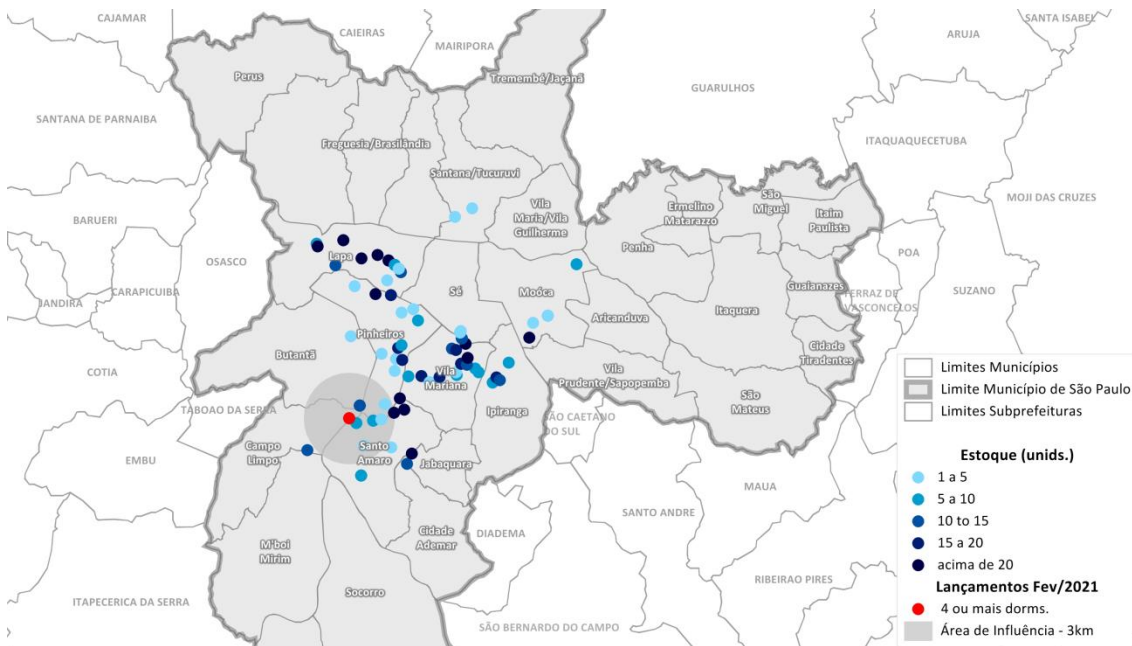 CAJAMAR
CAIEIRAS
MAIRIPORA
SANTA ISABEL
ARUJA
Perus
Tremembé/Jaçanã
GUARULHOS
SANTANA DE PARNAIBA
Freguesia/Brasilândia
ITAQUAQUECETUBA
Santana/Tucuruvi
MOJI DAS CRUZES
Vila
Maria/Vila
Guilherme
Ermelino
Matarazzo
São
Miguel
Itaim
Paulista
BARUERI
Penha
OSASCO
Lapa
POA
Guaianazes
JANDIRA
CARAPICUIBA
Sé
Moóca
Itaquera
FERRAZ DE
VASCONCELOS
SUZANO
Aricanduva
Pinheiros
Butantã
Cidade
Tiradentes
COTIA
Vila
Mariana
Vila
Prudente/Sapopemba
São
Mateus
TABOAO DA SERRA
Ipiranga
SÃO CAETANO
DO SUL
EMBU
Campo
Limpo
Santo
Amaro
Jabaquara
MAUA
SANTO ANDRE
DIADEMA
Cidade
Ademar
M'boi
Mirim
RIBEIRAO PIRES
ITAPECERICA DA SERRA
Socorro
SÃO BERNARDO DO CAMPO
Limites Municípios
Limite Município de São Paulo
Limites Subprefeituras
Estoque (unids.)
1 a 5
5 a 10
10 to 15
15 a 20
acima de 20
Lançamentos Fev/2021
4 ou mais dorms.
Área de Influência - 3km